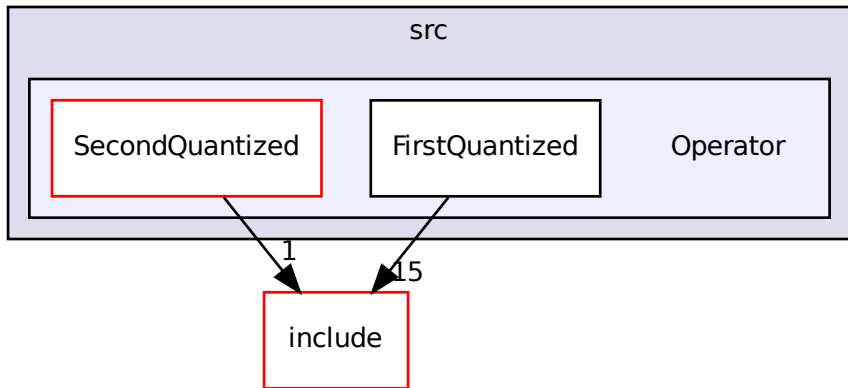 src
SecondQuantized
FirstQuantized
Operator
1
15
include